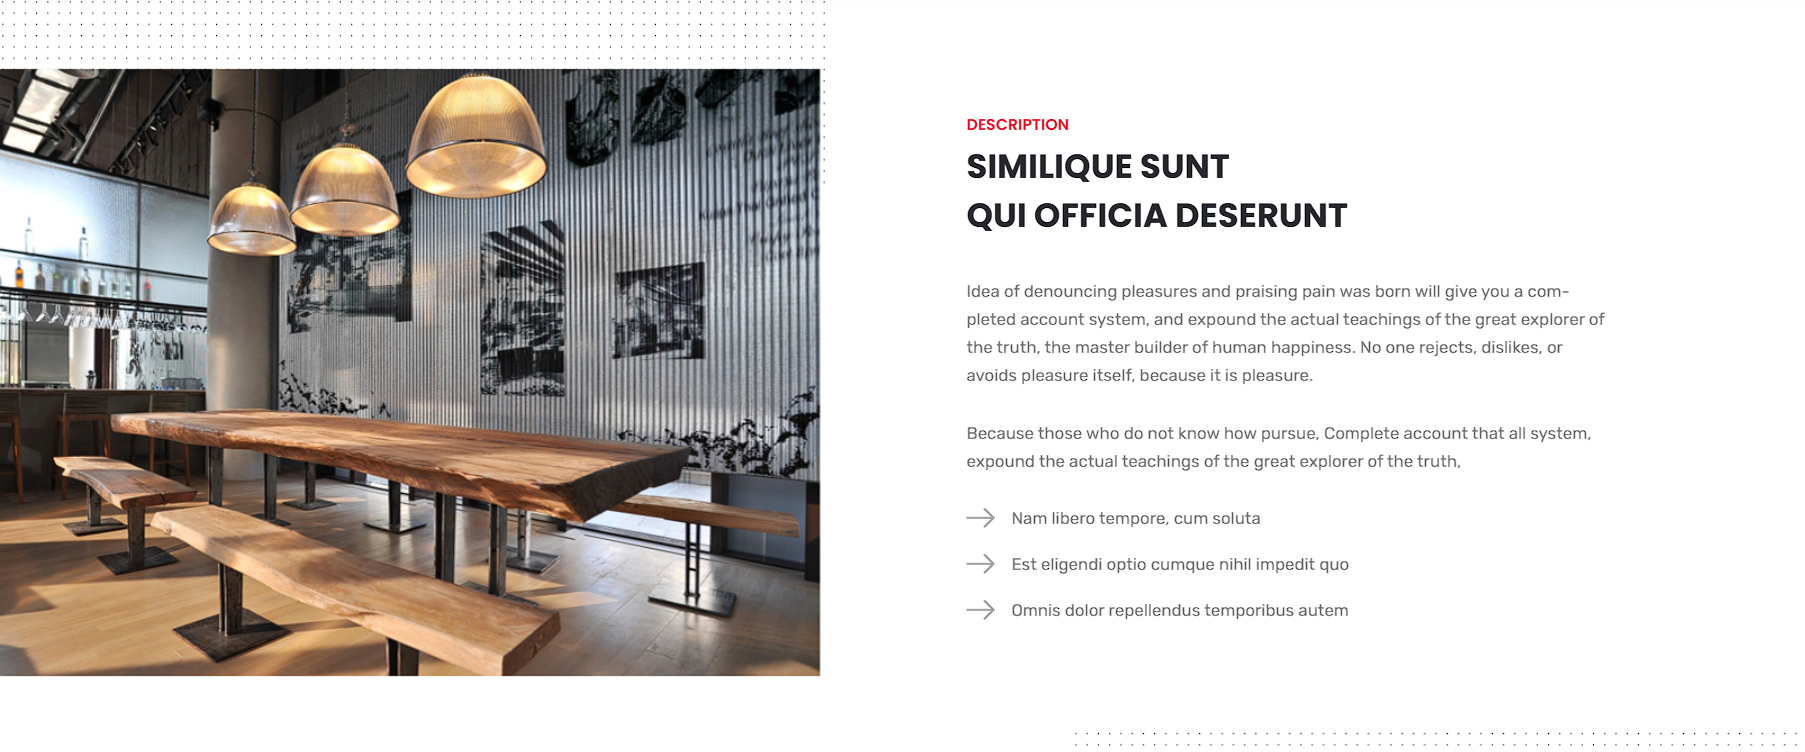 DESCRIPTION
SIMILIQUE SUNT
QUI OFFICIA DESERUNT
Idea of denouncing pleasures and praising pain was born will give you a com-
pleted account system, and expound the actual teachings of the great explorer of
the truth, the master builder of human happiness. No one rejects, dislikes, or
avoids pleasure itself, because it is pleasure.
Because those who do not know how pursue, Complete account that all system,
expound the actual teachings of the great explorer of the truth,
Nam libero tempore, cum soluta
Est eligendi optio cumque nihil impedit quo
Omnis dolor repellendus temporibus autem